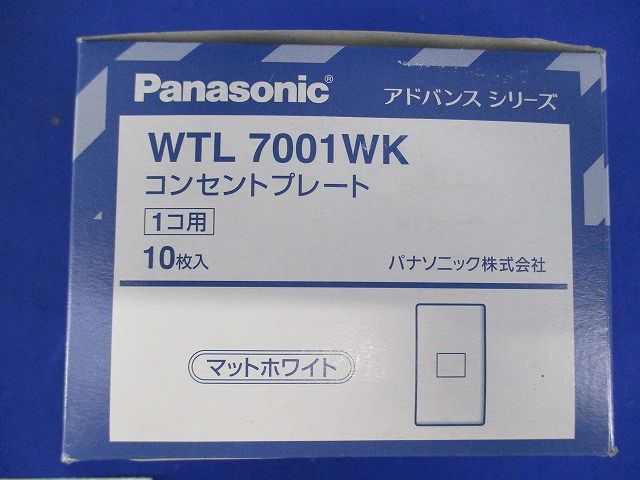 Panasonic® アドバンス シリーズ
WTL 7001WK
コンセントプレート
1コ用
10枚入 パナソニック株式会社
マットホワイト